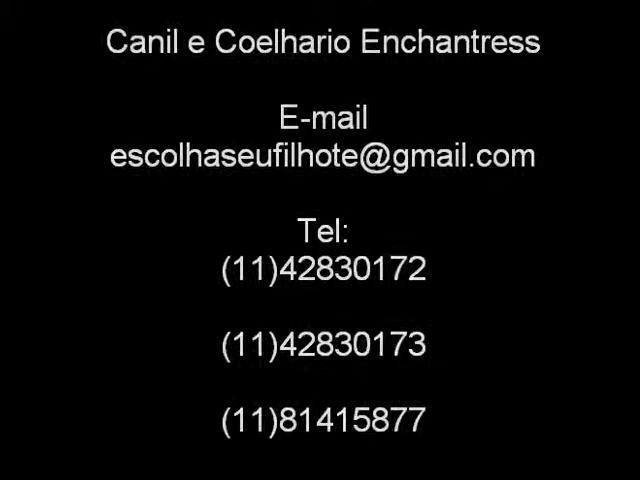 Canil e Coelhario Enchantress
E-mail
escolhaseufilhote@gmail.com
Tel:
(11)42830172
(11)42830173
(11)81415877